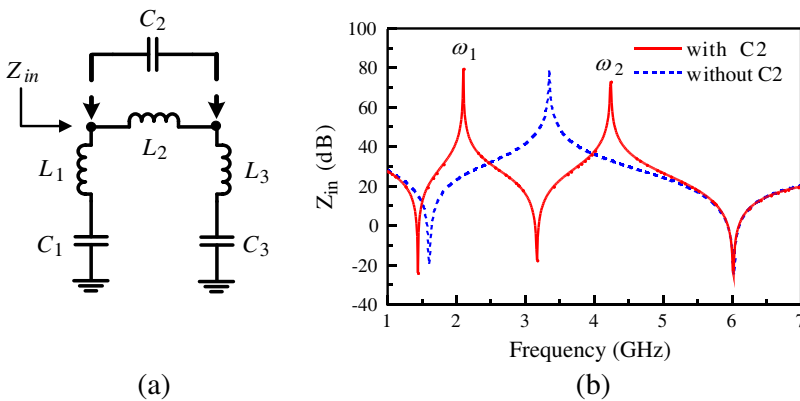 C2
Zin
L2
L1
L3
C1
C3
(a)
100
80
60
40
20
0
-20
-40
Zin (dB)
ω1
ω2
with C2
without C2
1 2 3 4 5 6 7
Frequency (GHz)
(b)